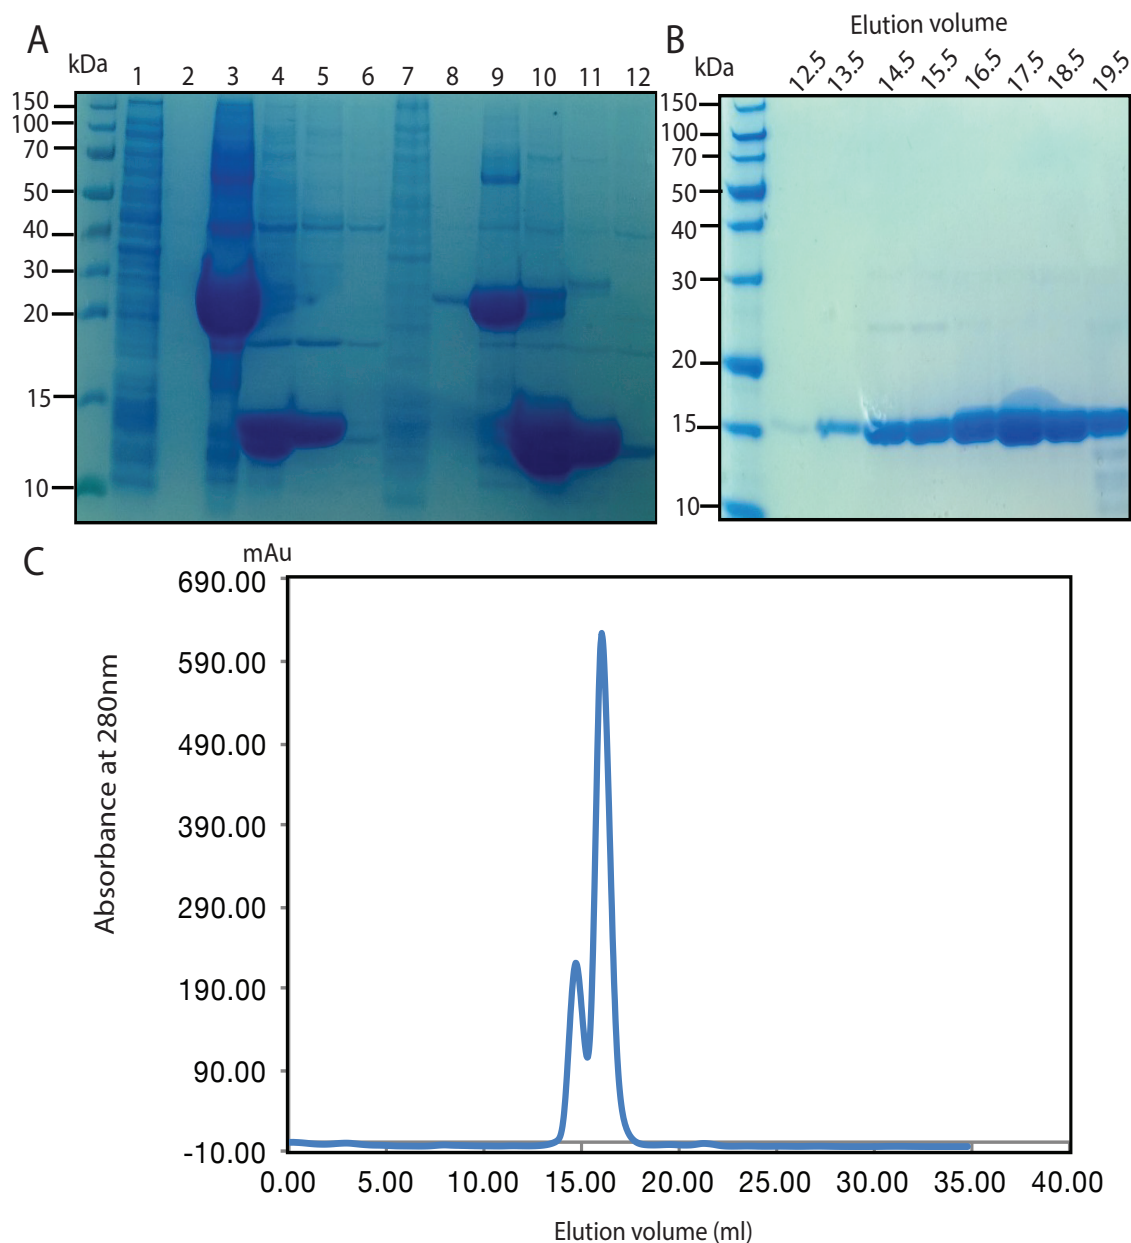 A
kDa
1 2 3 4 5 6 7 8 9 10 11 12
150
100
70
50
40
30
20
15
10
B
Elution volume
kDa
12.5 13.5 14.5 15.5 16.5 17.5 18.5 19.5
150
100
70
50
40
30
20
15
10
C
mAu
690.00
590.00
490.00
390.00
290.00
190.00
90.00
-10.00
Absorbance at 280nm
0.00 5.00 10.00 15.00 20.00 25.00 30.00 35.00 40.00
Elution volume (ml)